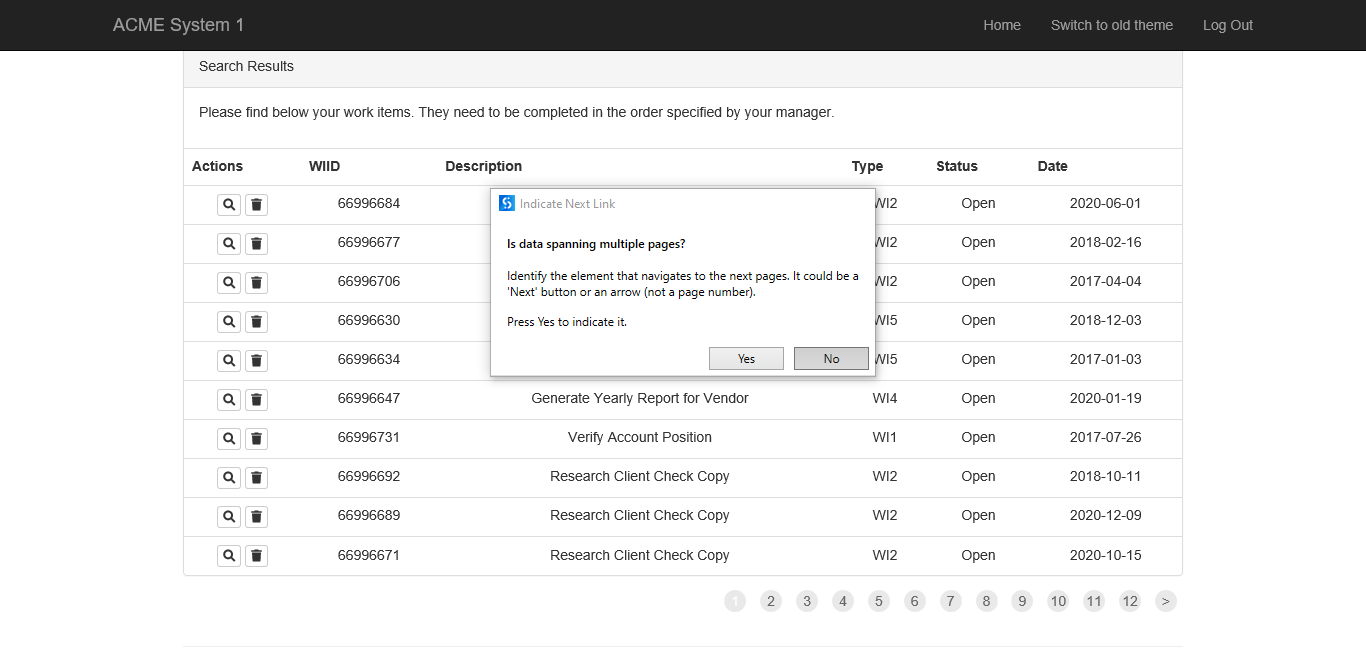 ACME System 1 Home Switch to old theme Log Out
Search Results
Please find below your work items. They need to be completed in the order specified by your manager.
Actions WIID Description Type Status Date
66996684 WI2 Open 2020-06-01
66996677 WI2 Open 2018-02-16
66996706 WI2 Open 2017-04-04
66996630 WI5 Open 2018-12-03
66996634 WI5 Open 2017-01-03
Indicate Next Link
Is data spanning multiple pages?
Identify the element that navigates to the next pages. It could be a
'Next' button or an arrow (not a page number).
Press Yes to indicate it.
Yes No
66996647 Generate Yearly Report for Vendor WI4 Open 2020-01-19
66996731 Verify Account Position WI1 Open 2017-07-26
66996692 Research Client Check Copy WI2 Open 2018-10-11
66996689 Research Client Check Copy WI2 Open 2020-12-09
66996671 Research Client Check Copy WI2 Open 2020-10-15
1 2 3 4 5 6 7 8 9 10 11 12 >